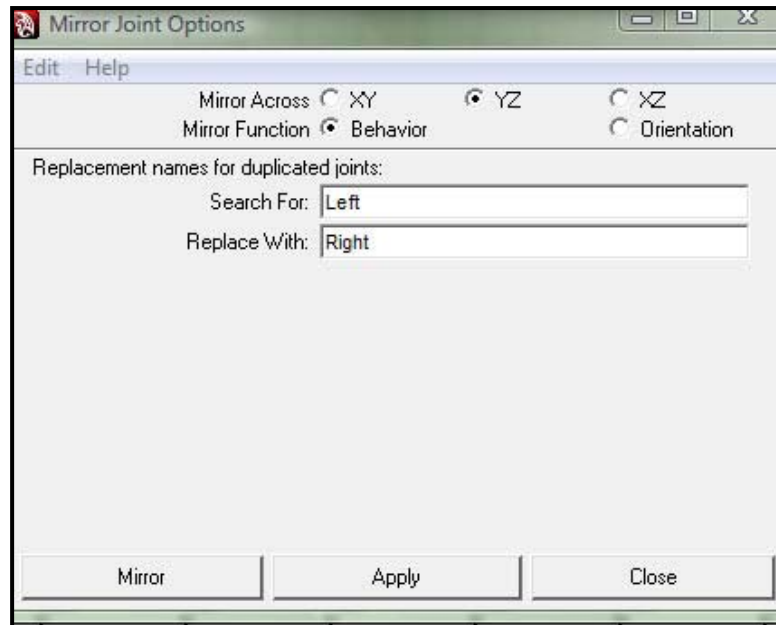 Mirror Joint Options
Edit Help
Mirror Across XY YZ XZ
Mirror Function Behavior Orientation
Replacement names for duplicated joints:
Search For: Left
Replace With: Right
Mirror Apply Close